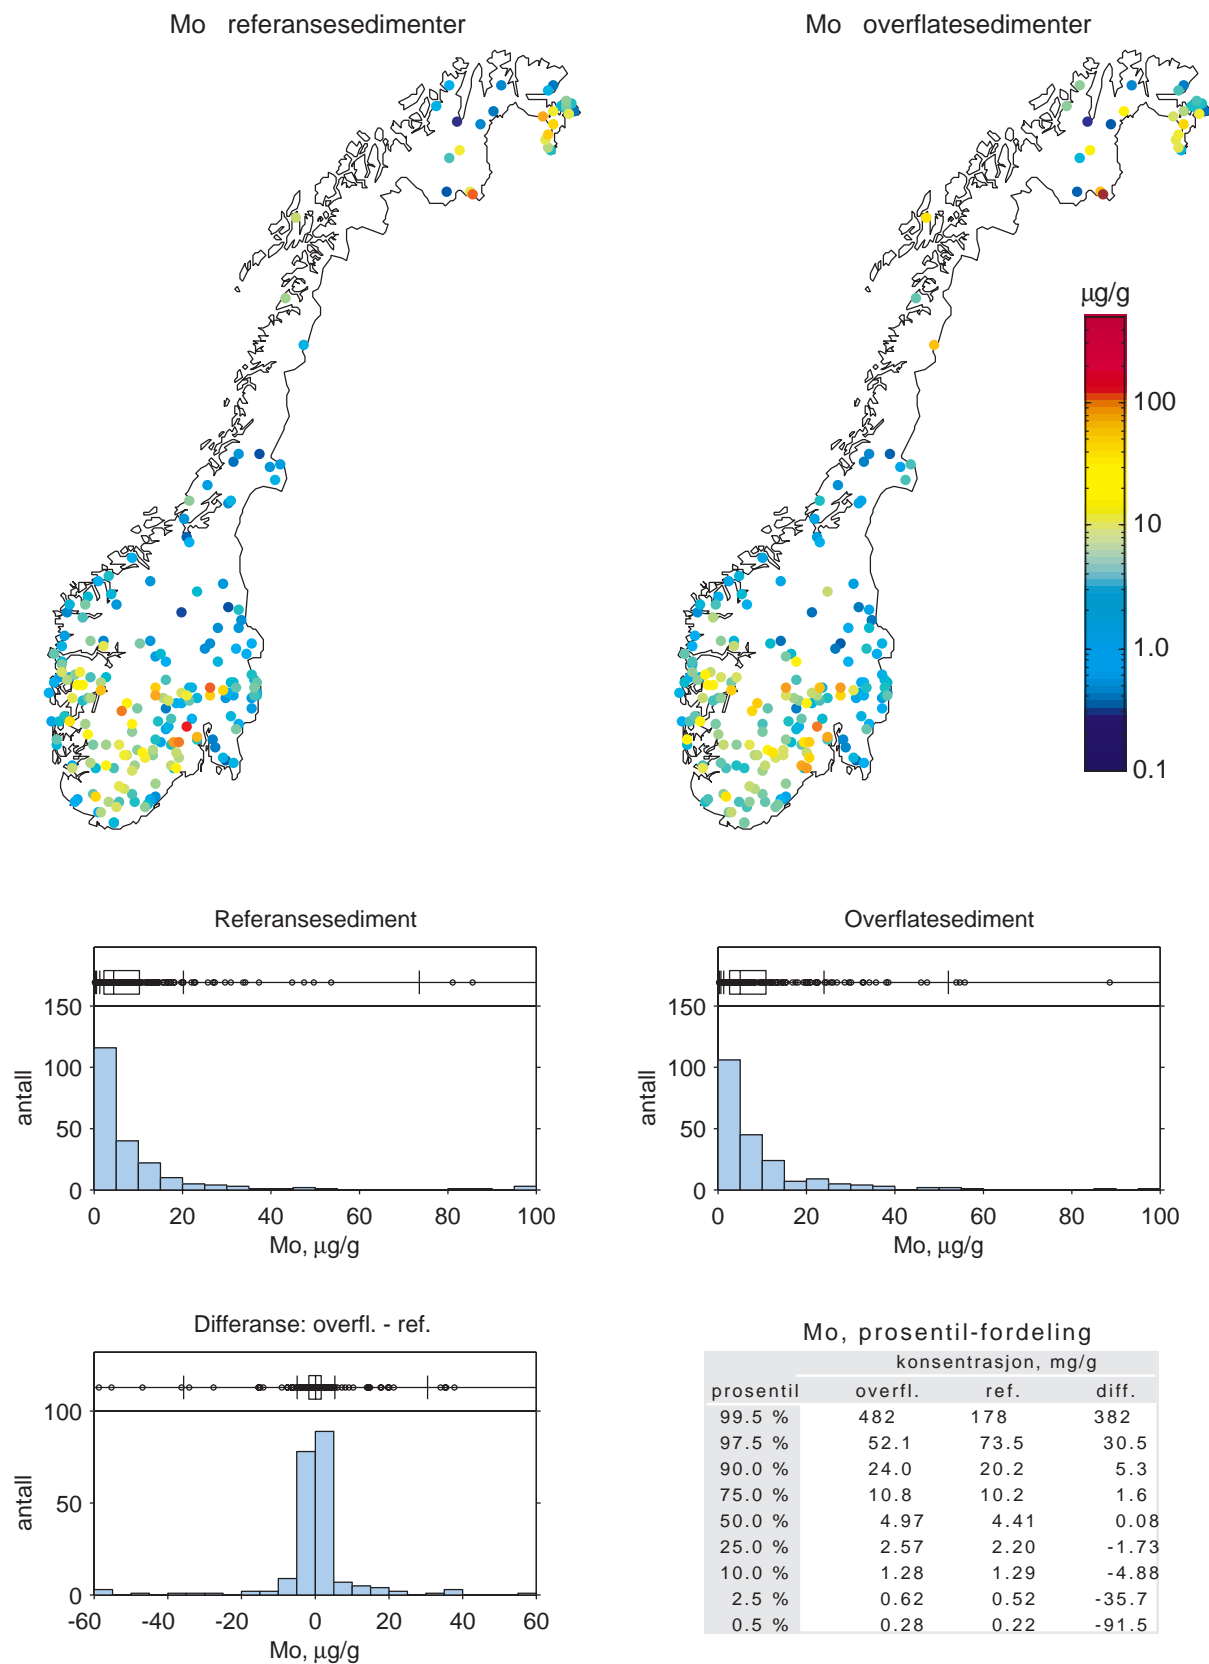 Mo referansesedimenter
Mo overflatesedimenter
µg/g
100
10
1.0
0.1
Referansesediment
150
100
50
0
antall
0 20 40 60 80 100
Mo, µg/g
Overflatesediment
150
100
50
0
antall
0 20 40 60 80 100
Mo, µg/g
Differanse: overfl. - ref.
100
50
0
antall
-60 -40 -20 0 20 40 60
Mo, µg/g
Mo, prosentil-fordeling
konsentrasjon, mg/g
prosentil overfl. ref. diff.
99.5 % 482 178 382
97.5 % 52.1 73.5 30.5
90.0 % 24.0 20.2 5.3
75.0 % 10.8 10.2 1.6
50.0 % 4.97 4.41 0.08
25.0 % 2.57 2.20 -1.73
10.0 % 1.28 1.29 -4.88
2.5 % 0.62 0.52 -35.7
0.5 % 0.28 0.22 -91.5